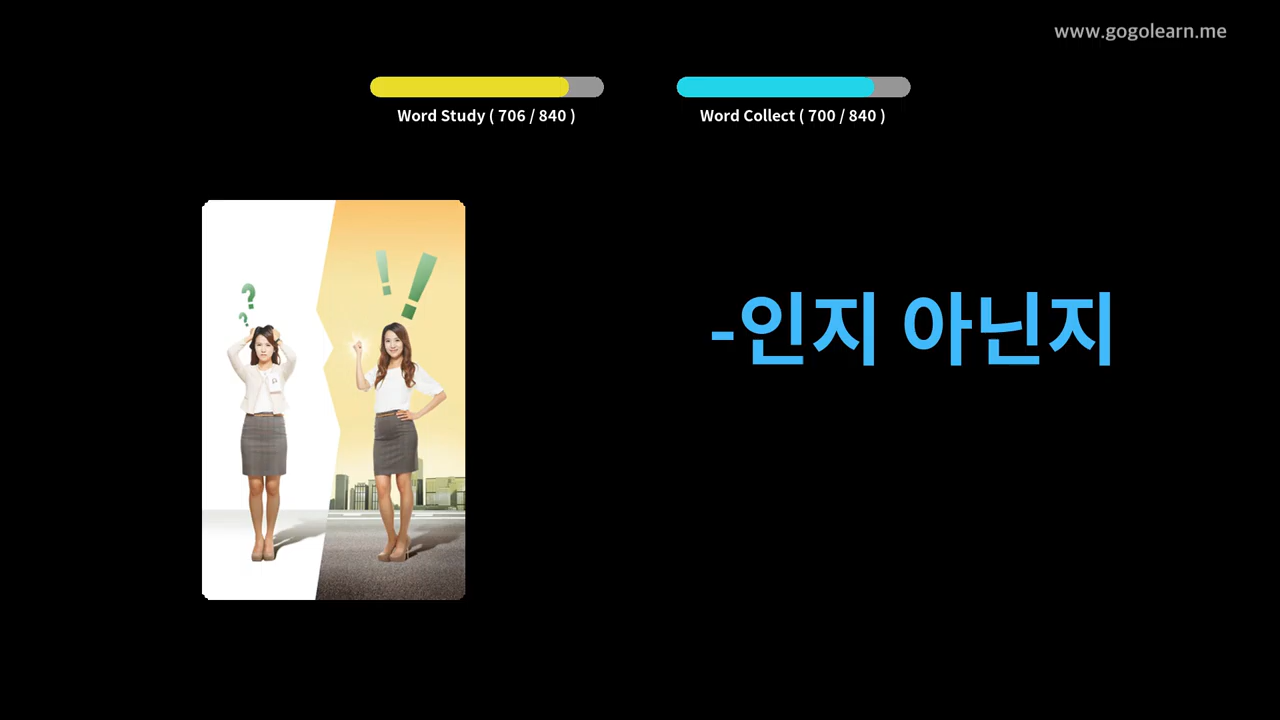 www.gogolearn.me
Word Study ( 706 / 840 )
Word Collect ( 700 / 840 )
? ?
! !
-인지 아닌지